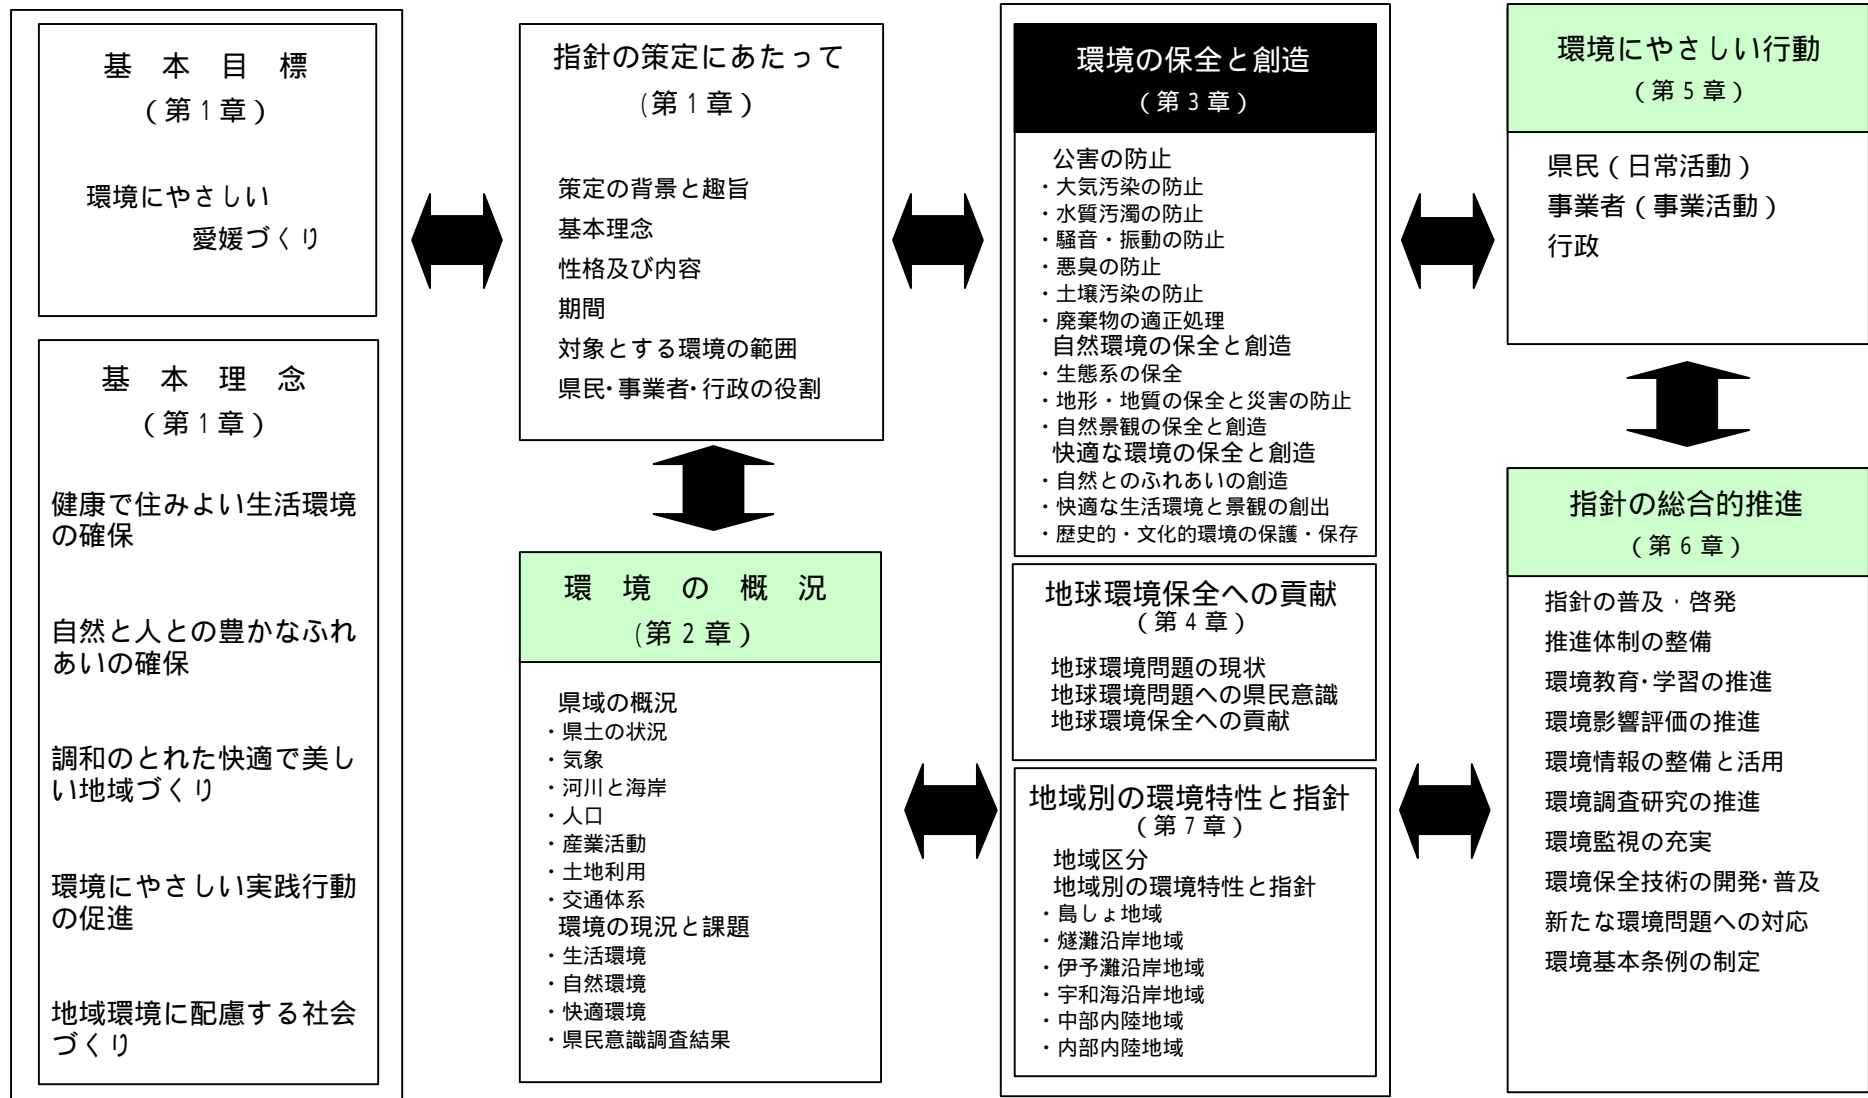 基 本 目 標
（第1章）
環境にやさしい
愛媛づくり
基 本 理 念
（第1章）
健康で住みよい生活環境
の確保
自然と人との豊かなふれ
あいの確保
調和のとれた快適で美し
い地域づくり
環境にやさしい実践行動
の促進
地域環境に配慮する社会
づくり
指針の策定にあたって
(第1章）
策定の背景と趣旨
基本理念
性格及び内容
期間
対象とする環境の範囲
県民・事業者・行政の役割
環 境 の 概 況
(第２章）
県域の概況
・県土の状況
・気象
・河川と海岸
・人口
・産業活動
・土地利用
・交通体系
環境の現況と課題
・生活環境
・自然環境
・快適環境
・県民意識調査結果
環境の保全と創造
（第３章）
公害の防止
・大気汚染の防止
・水質汚濁の防止
・騒音・振動の防止
・悪臭の防止
・土壌汚染の防止
・廃棄物の適正処理
自然環境の保全と創造
・生態系の保全
・地形・地質の保全と災害の防止
・自然景観の保全と創造
快適な環境の保全と創造
・自然とのふれあいの創造
・快適な生活環境と景観の創出
・歴史的・文化的環境の保護・保存
地球環境保全への貢献
（第４章）
地球環境問題の現状
地球環境問題への県民意識
地球環境保全への貢献
地域別の環境特性と指針
（第７章）
地域区分
地域別の環境特性と指針
・島しょ地域
・燧灘沿岸地域
・伊予灘沿岸地域
・宇和海沿岸地域
・中部内陸地域
・内部内陸地域
環境にやさしい行動
（第５章）
県民（日常活動）
事業者（事業活動）
行政
指針の総合的推進
（第６章）
指針の普及・啓発
推進体制の整備
環境教育・学習の推進
環境影響評価の推進
環境情報の整備と活用
環境調査研究の推進
環境監視の充実
環境保全技術の開発・普及
新たな環境問題への対応
環境基本条例の制定